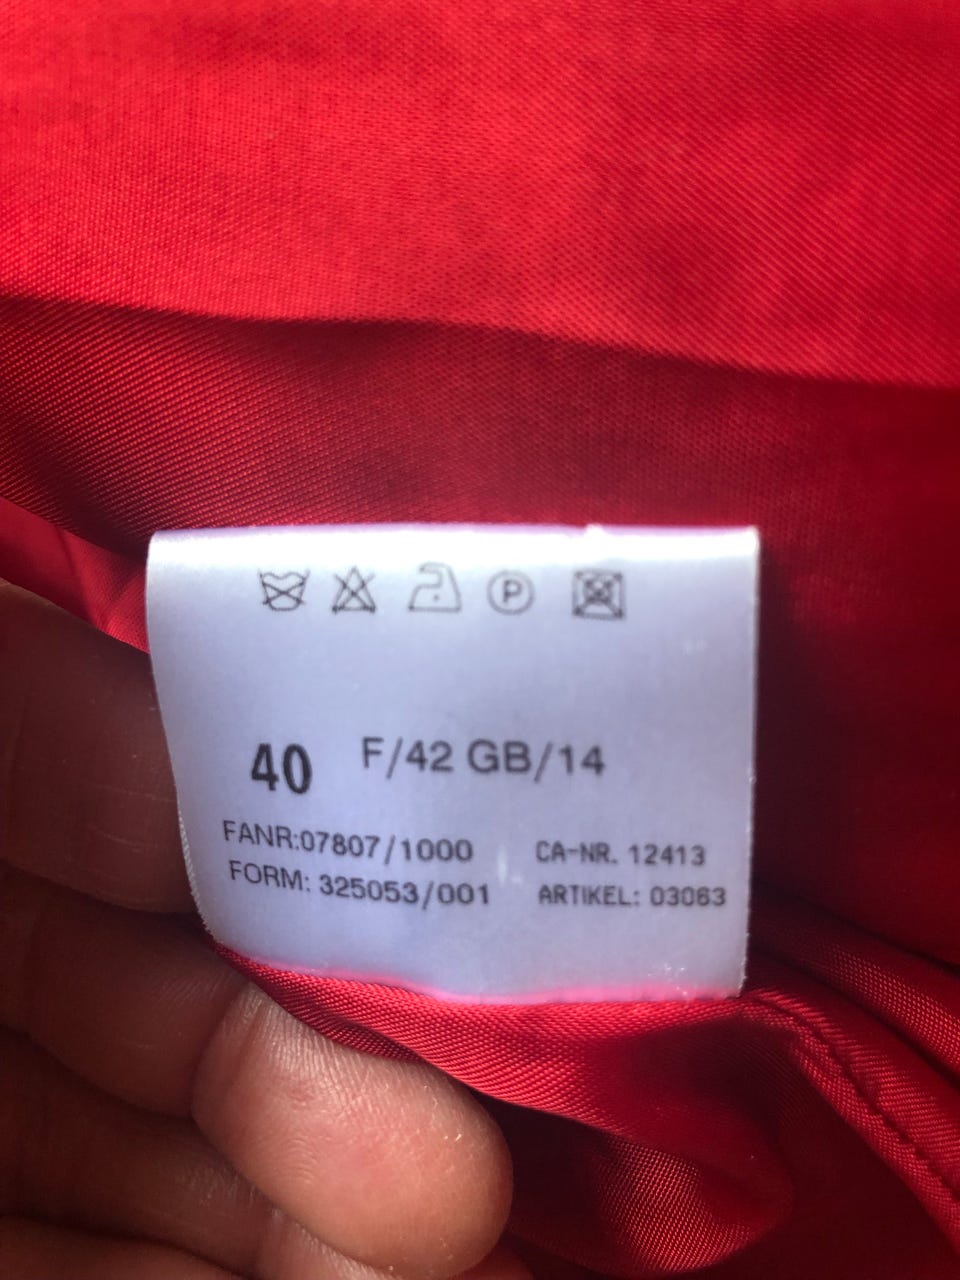 P
40 F/42 GB/14
FANR:07807/1000 CA-NR. 12413
FORM: 325053/001 ARTIKEL: 03063